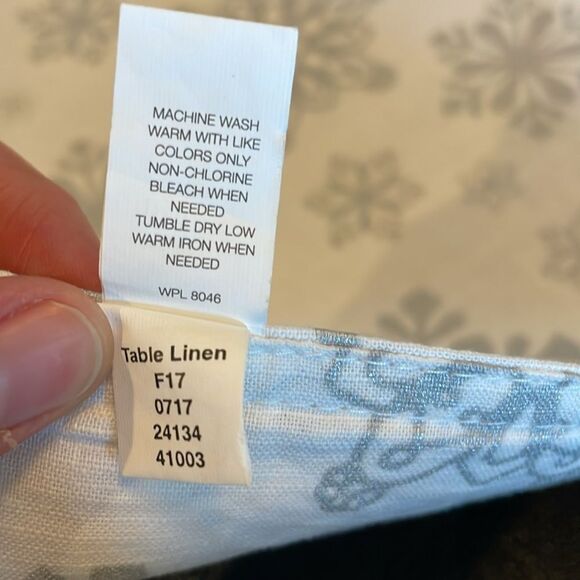 MACHINE WASH
WARM WITH LIKE
COLORS ONLY
NON-CHLORINE
BLEACH WHEN
NEEDED
TUMBLE DRY LOW
WARM IRON WHEN
NEEDED
WPL 8046
Table Linen
F17
0717
24134
41003